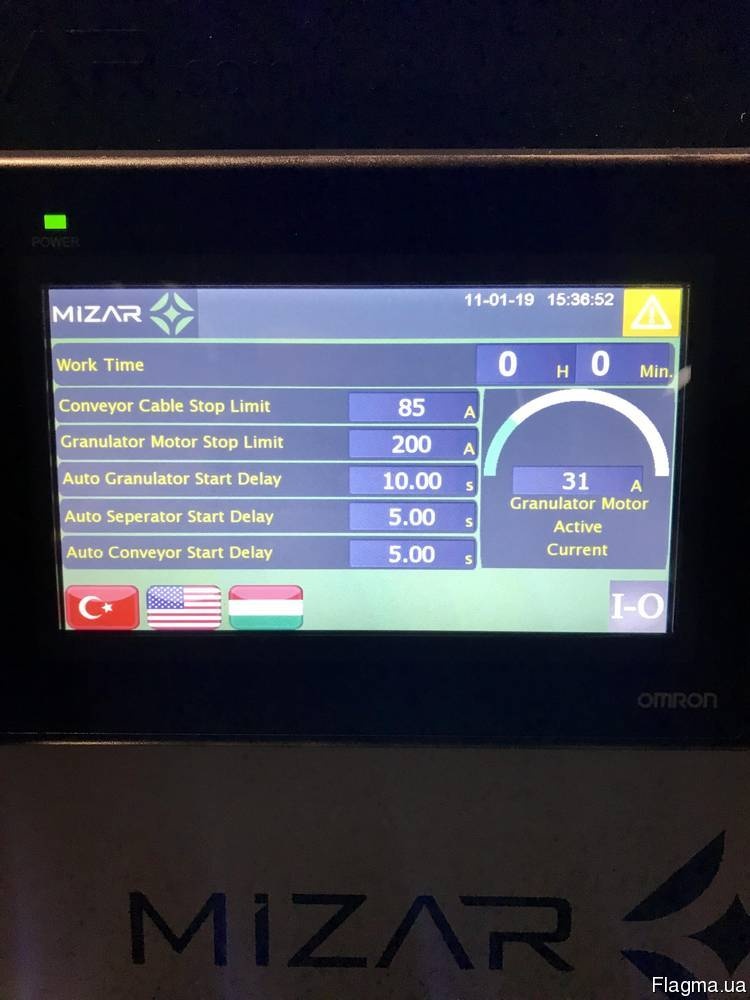 POWER
MIZAR
11-01-19 15:36:52
Work Time 0 H 0 Min.
Conveyor Cable Stop Limit 85 A
Granulator Motor Stop Limit 200 A
Auto Granulator Start Delay 10.00 s
Auto Seperator Start Delay 5.00 s
Auto Conveyor Start Delay 5.00 s
31 A
Granulator Motor
Active
Current
I-O
OMRON
MİZAR
Flagma.ua